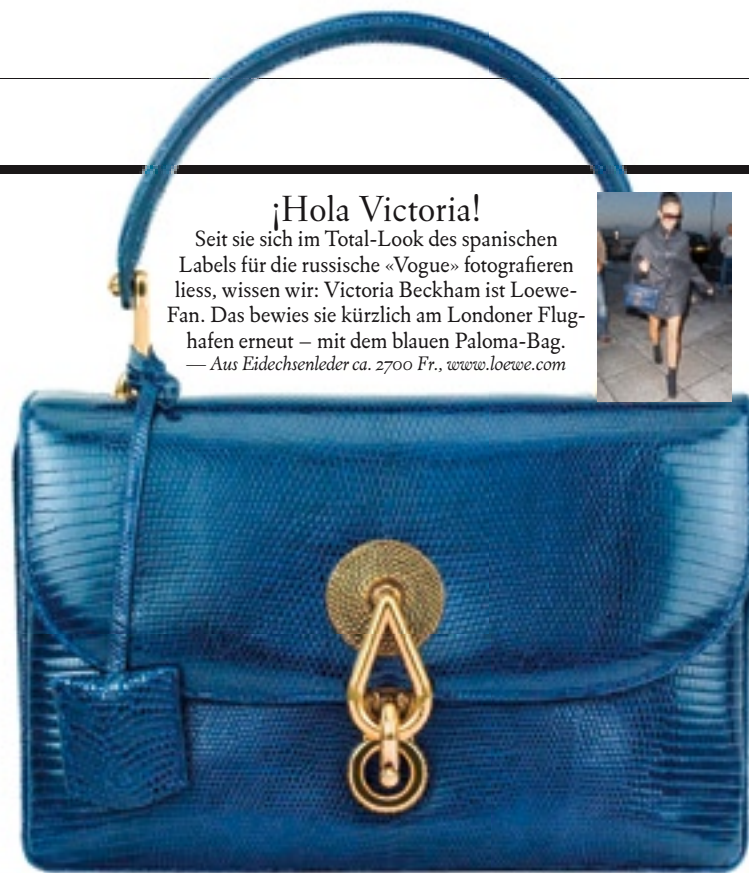 ¡Hola Victoria!
Seit sie sich im Total-Look des spanischen
Labels für die russische «Vogue» fotografieren
liess, wissen wir: Victoria Beckham ist Loewe-
Fan. Das bewies sie kürzlich am Londoner Flug-
hafen erneut – mit dem blauen Paloma-Bag.
— Aus Eidechsenleder ca. 2700 Fr., www.loewe.com